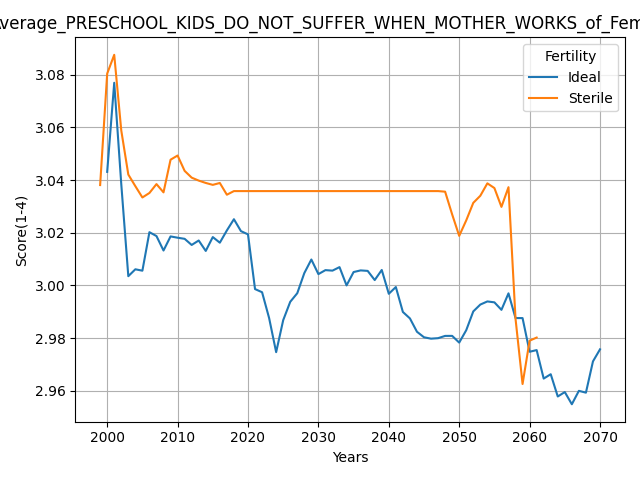 verage_PRESCHOOL_KIDS_DO_NOT_SUFFER_WHEN_MOTHER_WORKS_of_Fem
Fertility
Ideal
Sterile
3.08
3.06
3.04
3.02
3.00
2.98
2.96
Score(1-4)
2000 2010 2020 2030 2040 2050 2060 2070
Years